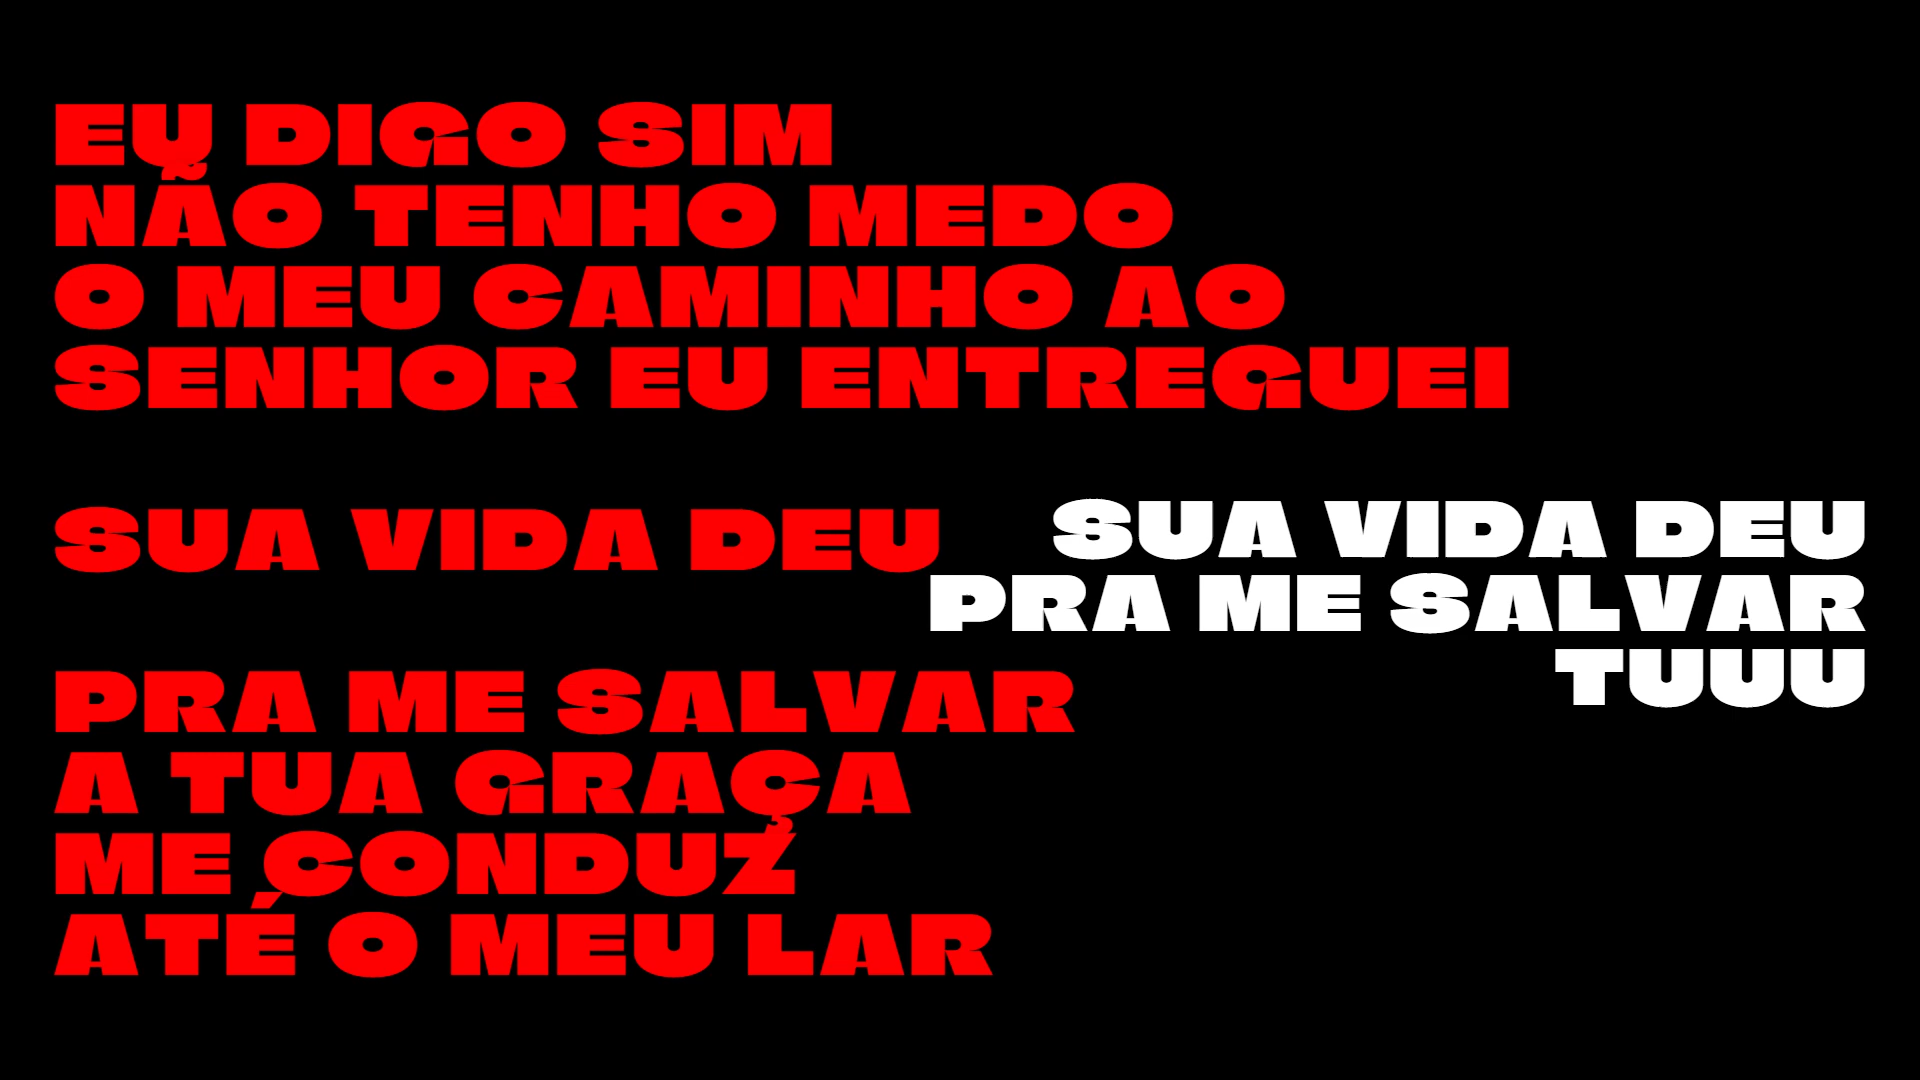 EU DIGO SIM
NÃO TENHO MEDO
O MEU CAMINHO AO
SENHOR EU ENTREGUEI
SUA VIDA DEU
PRA ME SALVAR
A TUA GRAÇA
ME CONDUZ
ATÉ O MEU LAR
SUA VIDA DEU
PRA ME SALVAR
TUUU